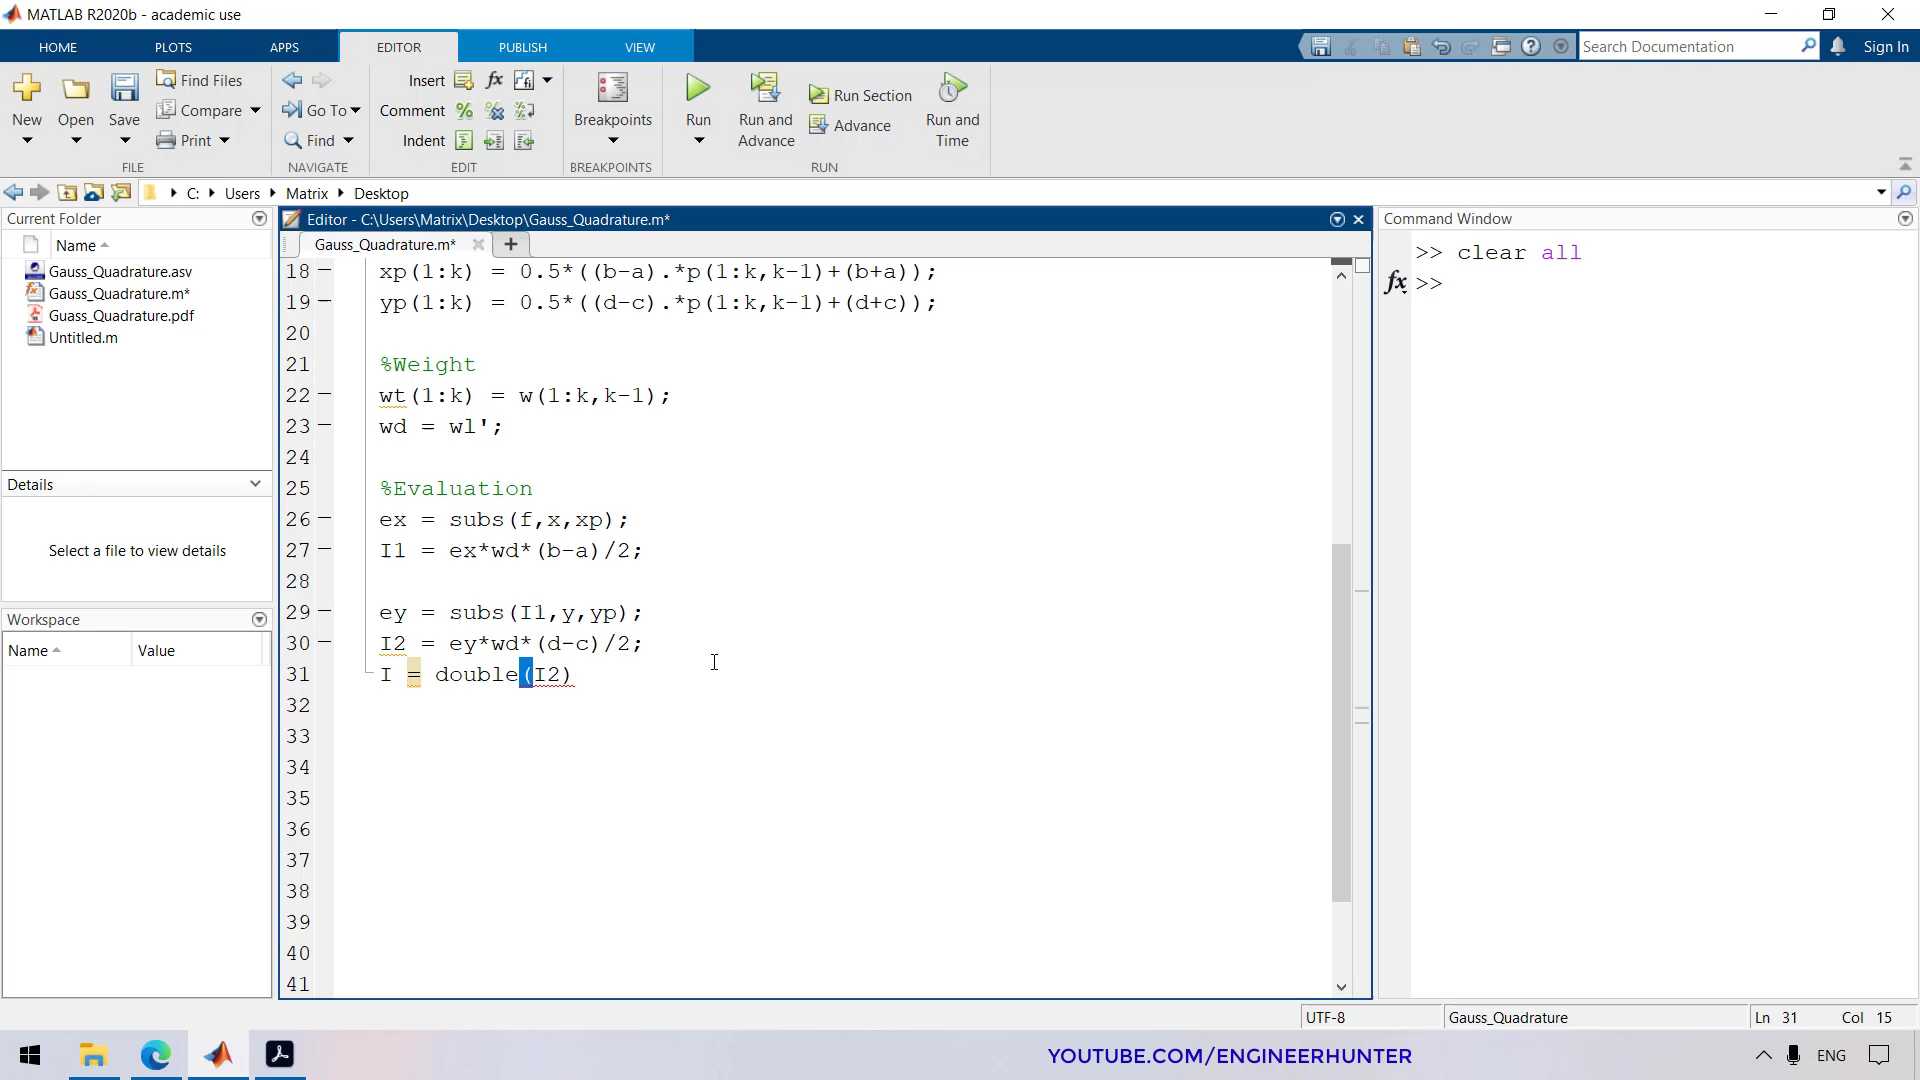 MATLAB R2020b - academic use
HOME PLOTS APPS EDITOR PUBLISH VIEW Search Documentation Sign In
New Open Save Find Files Compare Print FILE
Go To Find NAVIGATE
Insert fx Comment Indent EDIT
Breakpoints BREAKPOINTS
Run Run and Advance Run Section Advance Run and Time RUN
C: Users Matrix Desktop
Current Folder
Name
Gauss_Quadrature.asv
Gauss_Quadrature.m*
Guass_Quadrature.pdf
Untitled.m
Details
Select a file to view details
Workspace
Name Value
Editor - C:\Users\Matrix\Desktop\Gauss_Quadrature.m*
Gauss_Quadrature.m*
18 xp(1:k) = 0.5*((b-a).*p(1:k,k-1)+(b+a));
19 yp(1:k) = 0.5*((d-c).*p(1:k,k-1)+(d+c));
20
21 %Weight
22 wt(1:k) = w(1:k,k-1);
23 wd = wl';
24
25 %Evaluation
26 ex = subs(f,x,xp);
27 I1 = ex*wd*(b-a)/2;
28
29 ey = subs(I1,y,yp);
30 I2 = ey*wd*(d-c)/2;
31 I = double(I2)
32
33
34
35
36
37
38
39
40
41
Command Window
>> clear all
fx >>
UTF-8 Gauss_Quadrature Ln 31 Col 15
YOUTUBE.COM/ENGINEERHUNTER
ENG